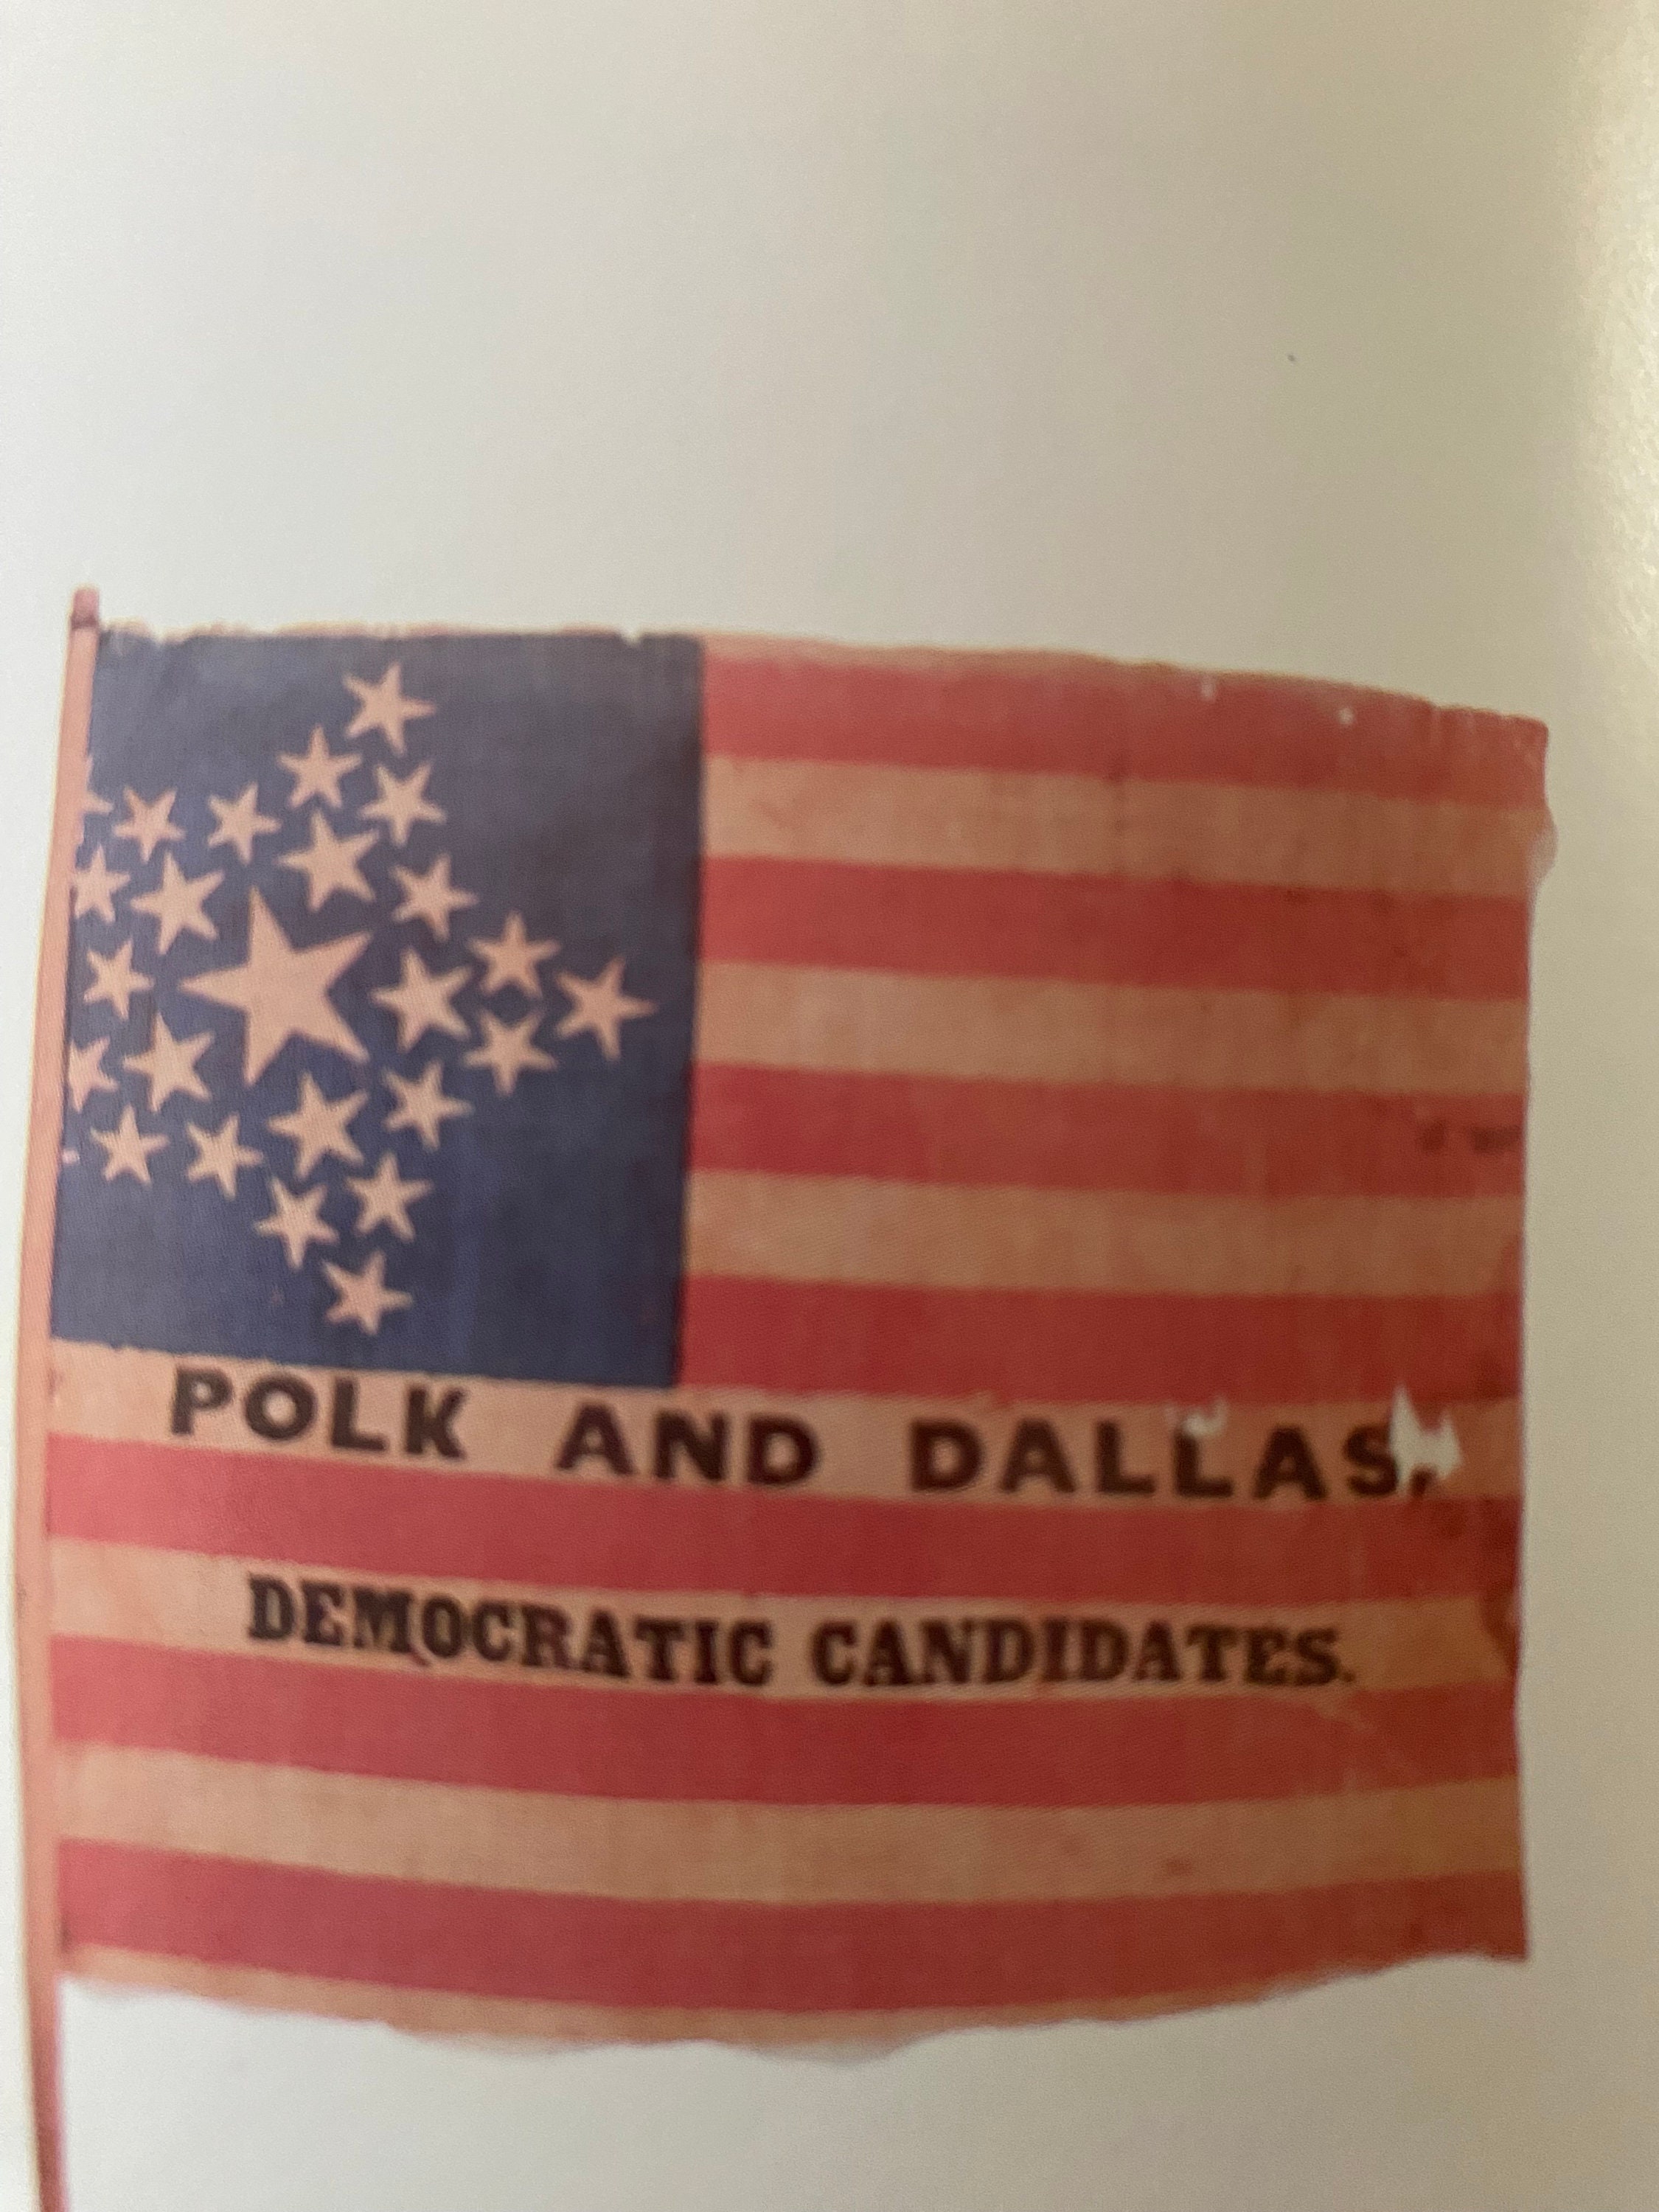 POLK AND DALLAS.
DEMOCRATIC CANDIDATES.